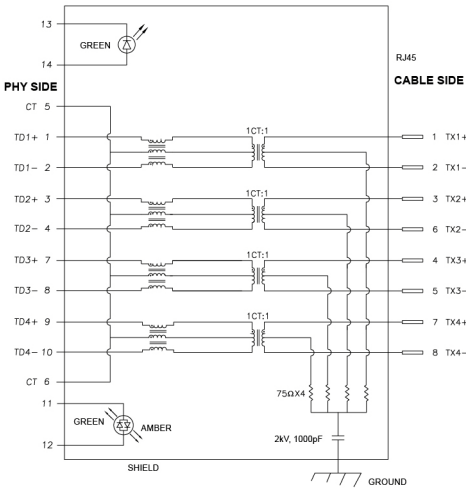 13
GREEN
14
RJ45
PHY SIDE
CABLE SIDE
CT 5
1CT:1
TD1+ 1
1 TX1+
TD1- 2
2 TX1-
1CT:1
TD2+ 3
3 TX2+
TD2- 4
6 TX2-
1CT:1
TD3+ 7
4 TX3+
TD3- 8
5 TX3-
1CT:1
TD4+ 9
7 TX4+
TD4- 10
8 TX4-
CT 6
75ΩX4
11
GREEN
AMBER
12
2kV, 1000pF
SHIELD
GROUND